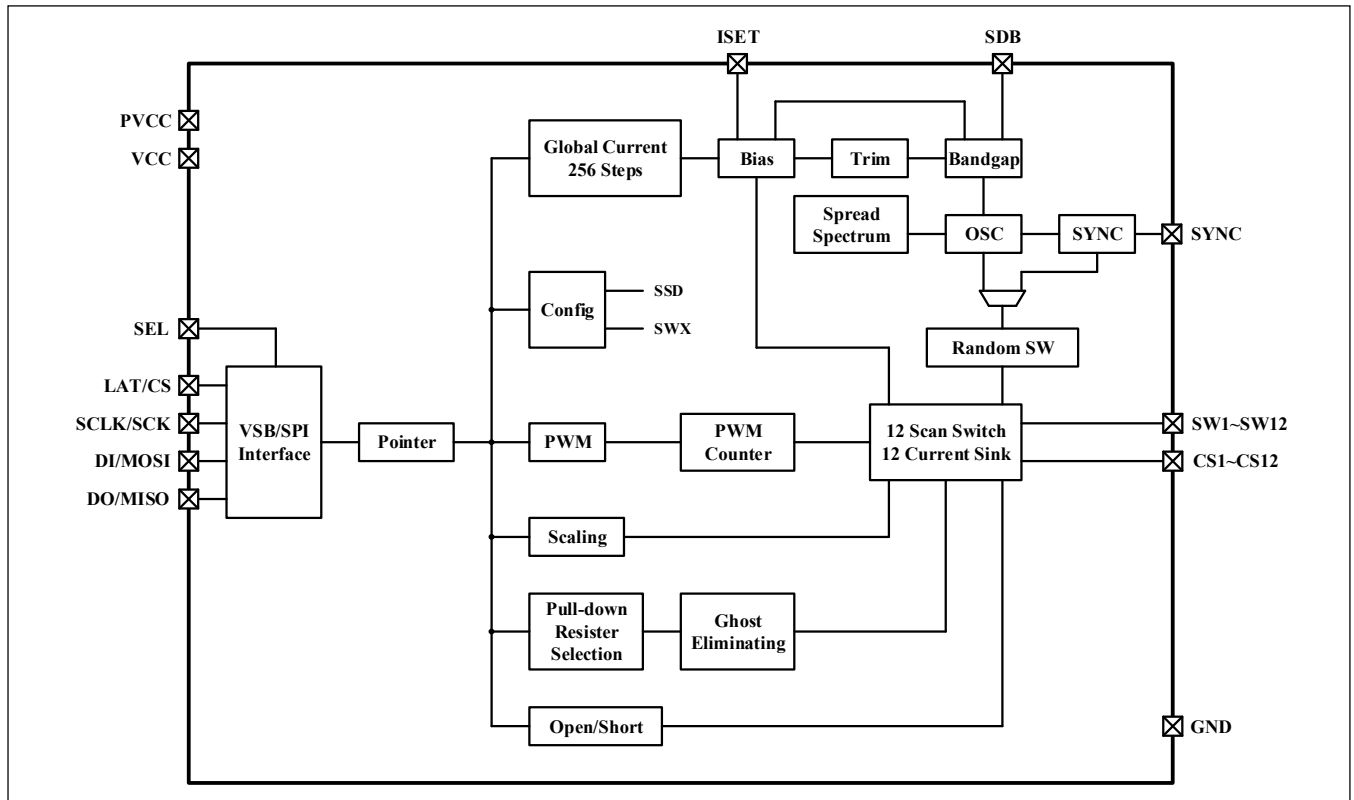 ISET
SDB
PVCC
VCC
Global Current
256 Steps
Bias
Trim
Bandgap
Spread
Spectrum
OSC
SYNC
SYNC
Config
SSD
SWX
SEL
Random SW
LAT/CS
SCLK/SCK
DI/MOSI
DO/MISO
VSB/SPI
Interface
Pointer
PWM
PWM
Counter
12 Scan Switch
12 Current Sink
SW1~SW12
CS1~CS12
Scaling
Pull-down
Resister
Selection
Ghost
Eliminating
Open/Short
GND